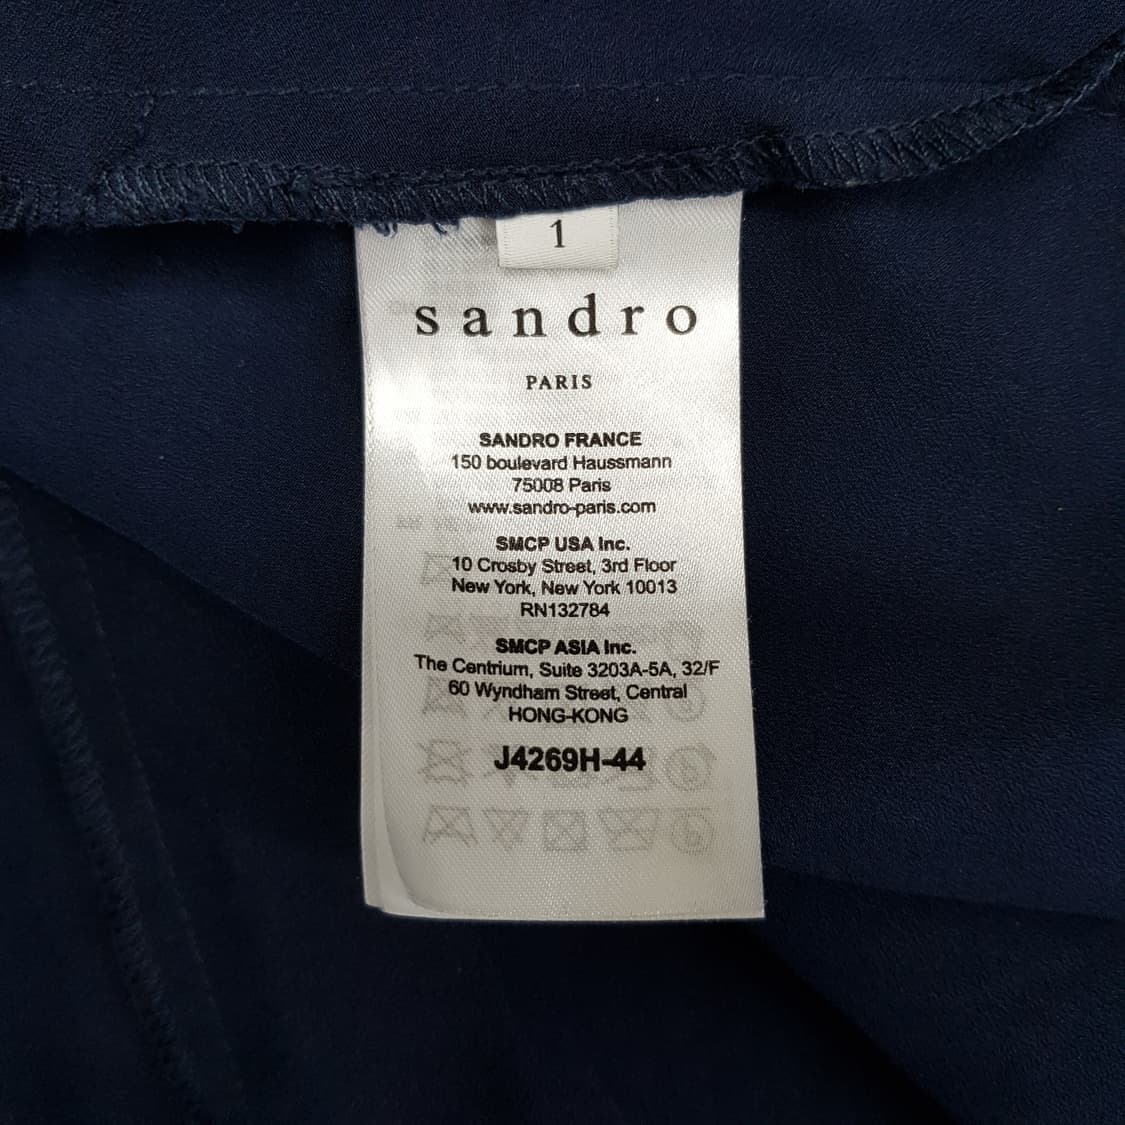 1
sandro
PARIS
SANDRO FRANCE
150 boulevard Haussmann
75008 Paris
www.sandro-paris.com
SMCP USA Inc.
10 Crosby Street, 3rd Floor
New York, New York 10013
RN132784
SMCP ASIA Inc.
The Centrium, Suite 3203A-5A, 32/F
60 Wyndham Street, Central
HONG-KONG
J4269H-44